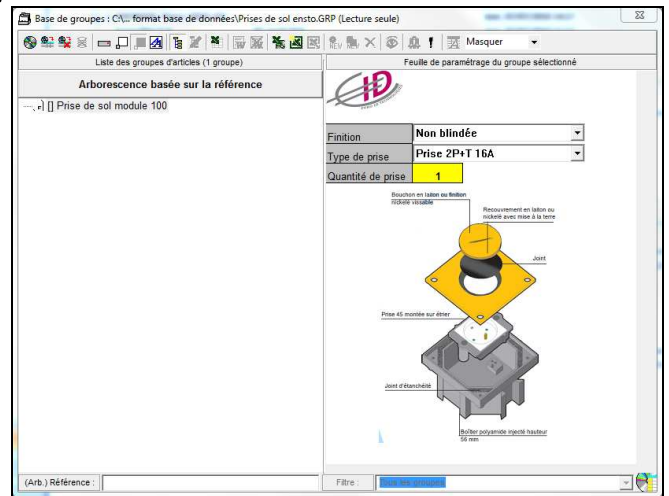 Base de groupes : C:\... format base de données\Prises de sol ensto.GRP (Lecture seule)
Masquer
Liste des groupes d'articles (1 groupe)
Feuille de paramétrage du groupe sélectionné
Arborescence basée sur la référence
[] Prise de sol module 100
ID
Finition
Non blindée
Type de prise
Prise 2P+T 16A
Quantité de prise
1
Bouchon en laiton ou finition
nickelé vissable
Recouvrement en laiton ou
nickelé avec mise à la terre
Joint
Prise 45 montée sur étrier
Joint d'étanchéité
Boîtier polyamide injecté hauteur
56 mm
(Arb.) Référence :
Filtre :
Tous les groupes